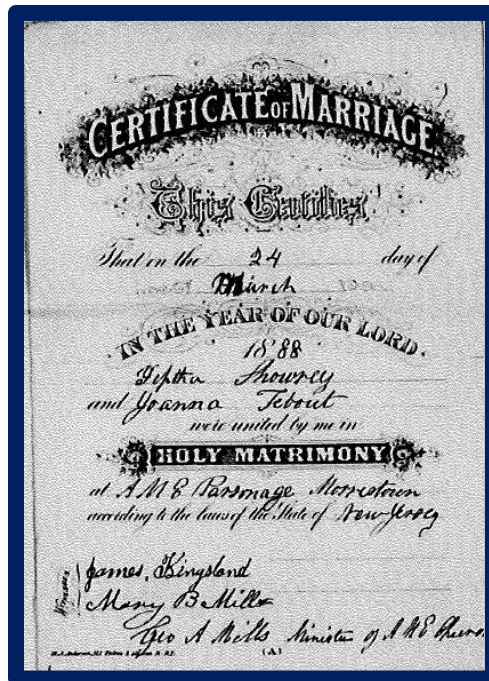 CERTIFICATE OF MARRIAGE.
This Certifies
That on the 24 day of
March
IN THE YEAR OF OUR LORD.
1888
Jeptha Showrey
and Joanna Tebout
were united by me in
HOLY MATRIMONY
at A M E Parsonage Morristown
according to the laws of the State of New Jersey
Witnesses
James, Kingsland
Mary B Mills
Geo A Mills Minister of A M E Church
(A)